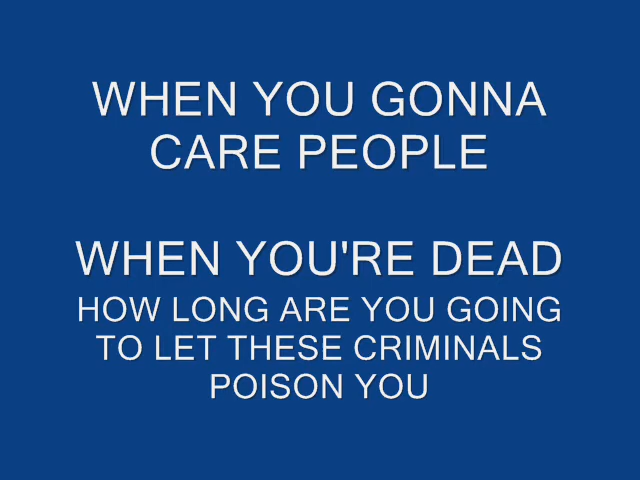 WHEN YOU GONNA
CARE PEOPLE
WHEN YOU'RE DEAD
HOW LONG ARE YOU GOING
TO LET THESE CRIMINALS
POISON YOU